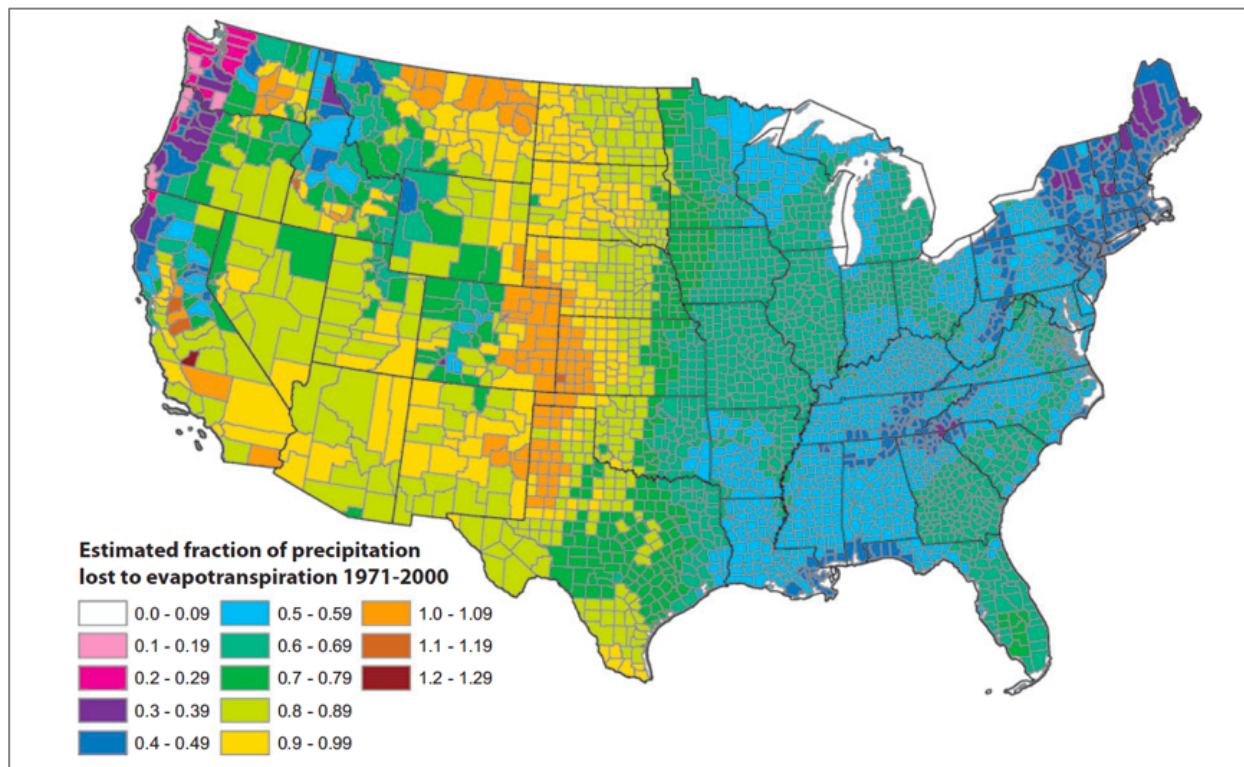 Estimated fraction of precipitation
lost to evapotranspiration 1971-2000
0.0 - 0.09
0.1 - 0.19
0.2 - 0.29
0.3 - 0.39
0.4 - 0.49
0.5 - 0.59
0.6 - 0.69
0.7 - 0.79
0.8 - 0.89
0.9 - 0.99
1.0 - 1.09
1.1 - 1.19
1.2 - 1.29